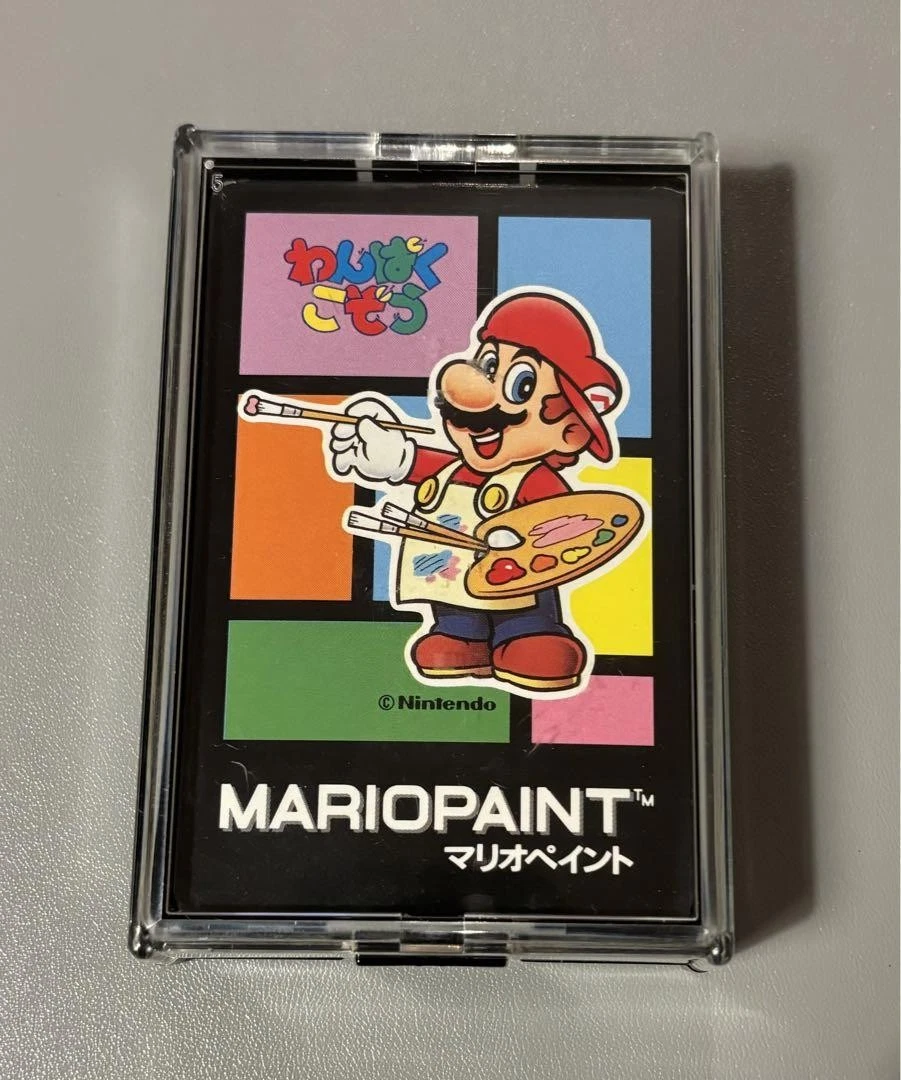 5
わんぱく
こぞう
©Nintendo
MARIOPAINT™
マリオペイント